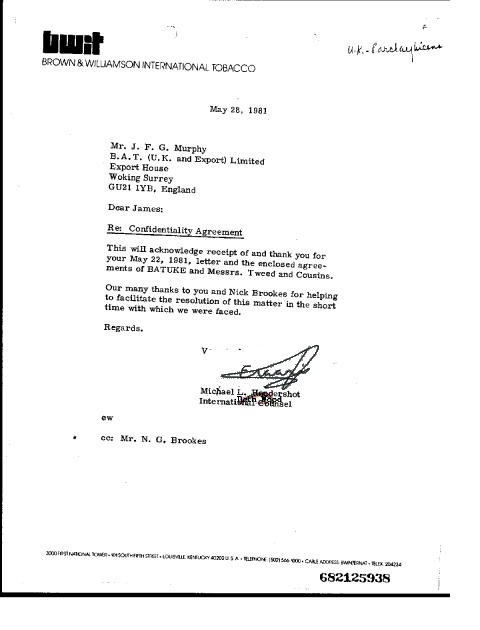 bwit
BROWN & WILLIAMSON INTERNATIONAL TOBACCO
U.K.-
May 28, 1981
Mr. J. F. G. Murphy
B.A.T. (U.K. and Export) Limited
Export House
Woking Surrey
GU21 1YB, England
Dear James:
Re: Confidentiality Agreement
This will acknowledge receipt of and thank you for
your May 22, 1981, letter and the enclosed agree-
ments of BATUKE and Messrs. Tweed and Cousins.
Our many thanks to you and Nick Brookes for helping
to facilitate the resolution of this matter in the short
time with which we were faced.
Regards.
V
Michael L. Hendershot
International Counsel
ew
cc: Mr. N. G. Brookes
2000 FIRST NATIONAL TOWER • 101 SOUTH FIFTH STREET • LOUISVILLE, KENTUCKY 40202 U.S.A. • TELEPHONE (502) 566-1000 • CABLE ADDRESS: BWINTERNAT • TELEX 204234
682125938